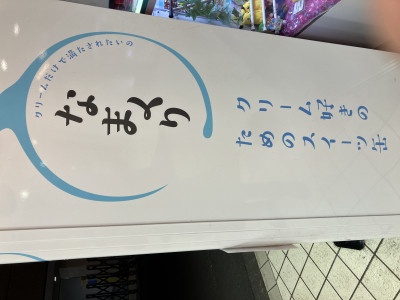 クリームだけで満たされたいの
なまくり
クリーム好きの
ためのスイーツ缶